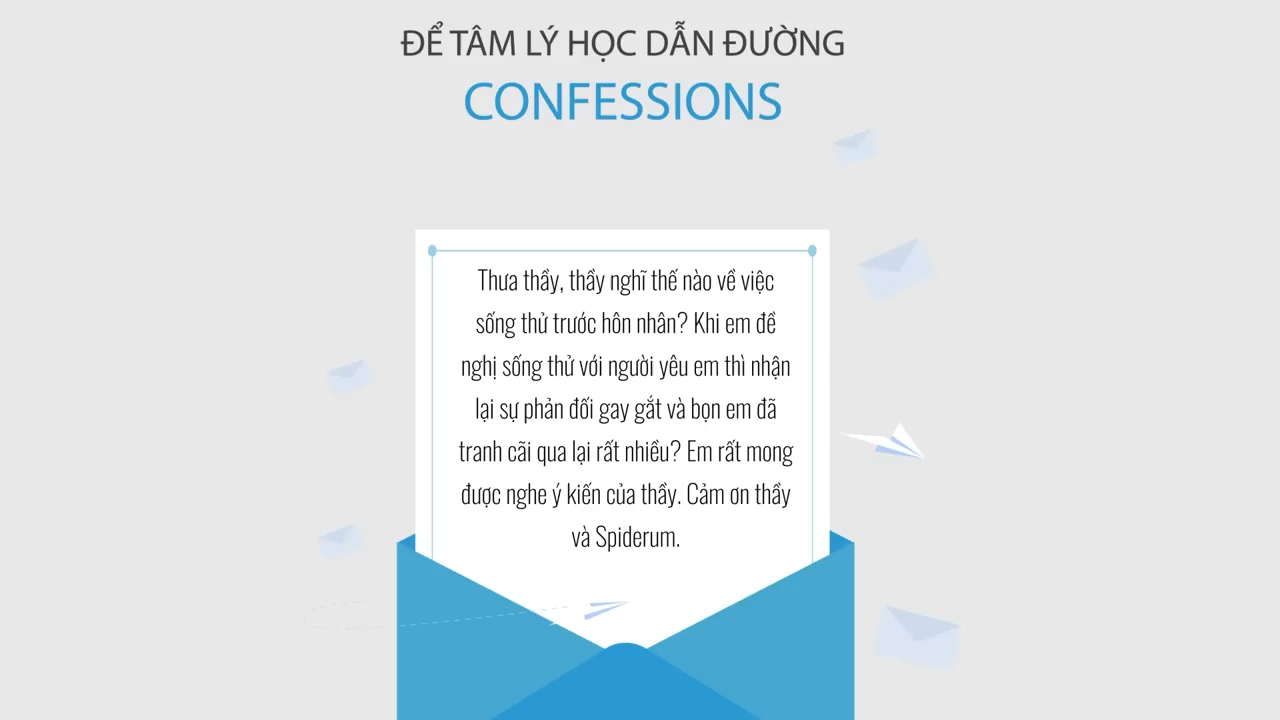 ĐỂ TÂM LÝ HỌC DẪN ĐƯỜNG
CONFESSIONS
Thưa thầy, thầy nghĩ thế nào về việc
sống thử trước hôn nhân? Khi em đề
nghị sống thử với người yêu em thì nhận
lại sự phản đối gay gắt và bọn em đã
tranh cãi qua lại rất nhiều? Em rất mong
được nghe ý kiến của thầy. Cảm ơn thầy
và Spiderum.